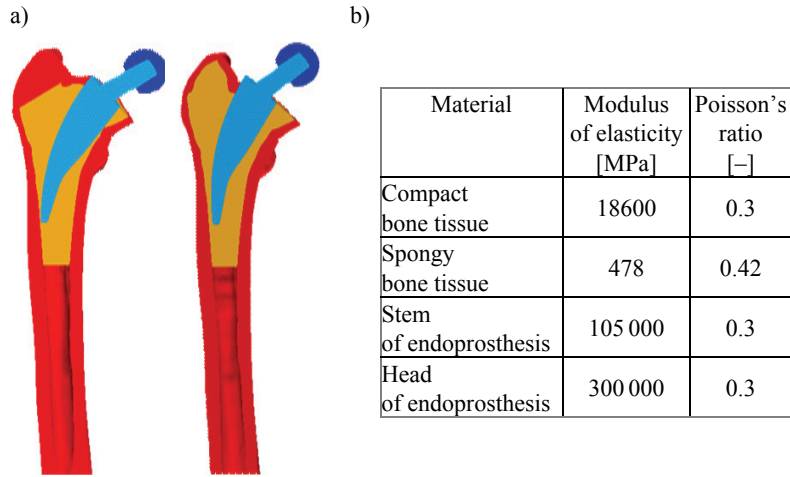 a)
b)
Material
Modulus
of elasticity
[MPa]
Poisson's
ratio
[–]
Compact
bone tissue
18600
0.3
Spongy
bone tissue
478
0.42
Stem
of endoprosthesis
105 000
0.3
Head
of endoprosthesis
300 000
0.3